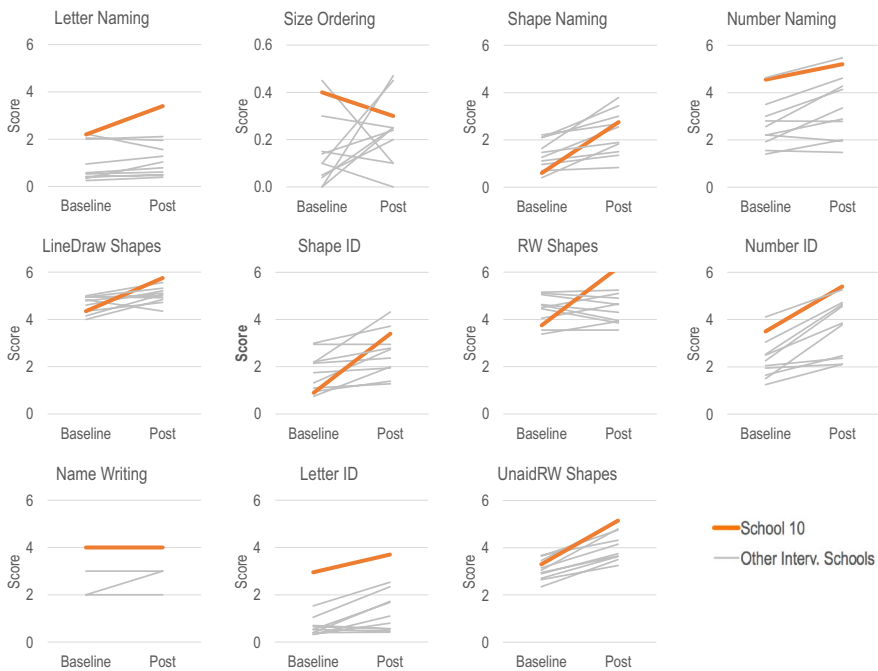 Letter Naming
Size Ordering
Shape Naming
Number Naming
6
4
2
0
Score
Baseline
Post
0.6
0.4
0.2
0.0
Score
Baseline
Post
6
4
2
0
Score
Baseline
Post
6
4
2
0
Score
Baseline
Post
LineDraw Shapes
Shape ID
RW Shapes
Number ID
6
4
2
0
Score
Baseline
Post
6
4
2
0
Score
Baseline
Post
6
4
2
0
Score
Baseline
Post
6
4
2
0
Score
Baseline
Post
Name Writing
Letter ID
UnaidRW Shapes
6
4
2
0
Score
Baseline
Post
6
4
2
0
Score
Baseline
Post
6
4
2
0
Score
Baseline
Post
School 10
Other Interv. Schools